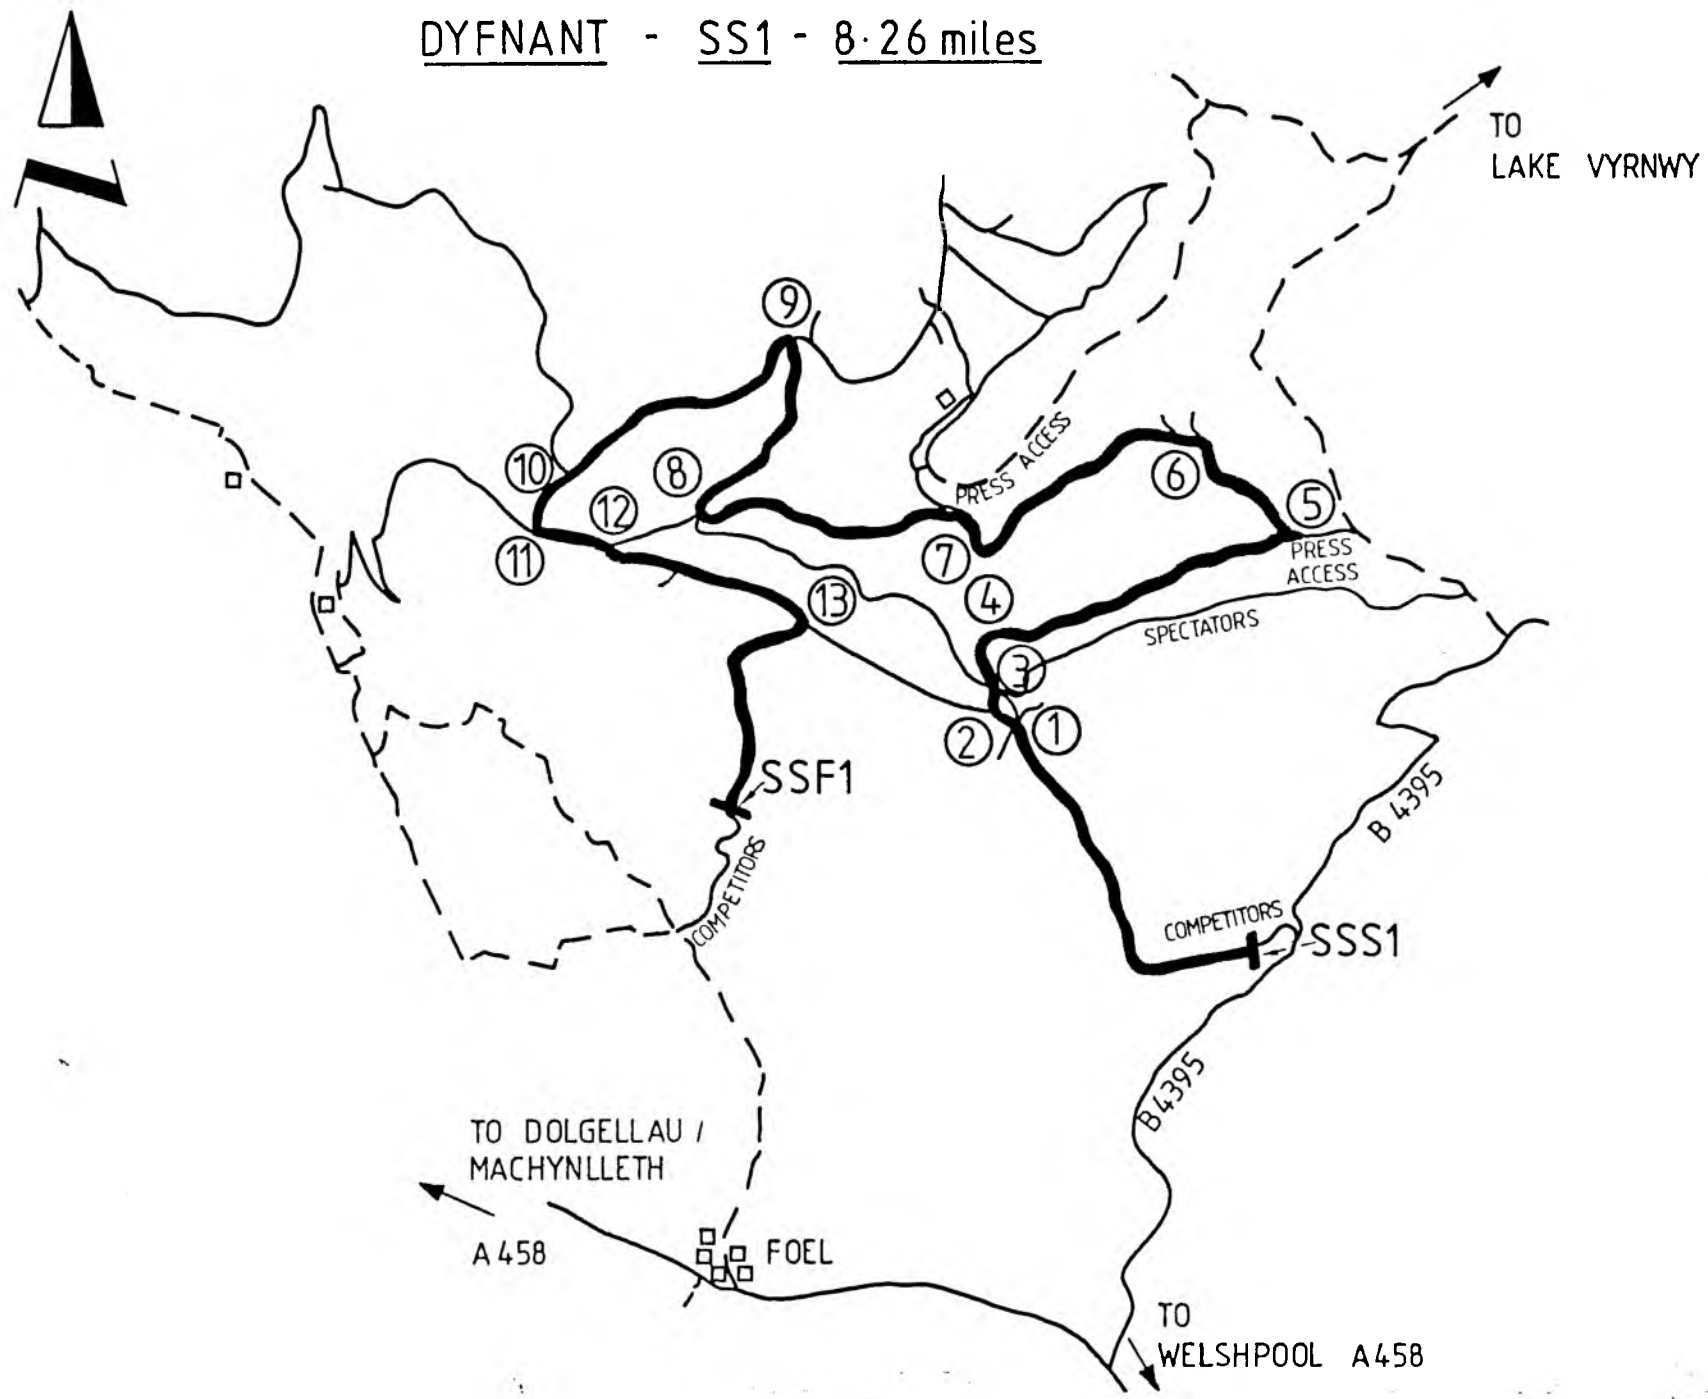 DYFNANT - SS1 - 8·26 miles
TO
LAKE VYRNWY
9
PRESS ACCESS
10
8
6
12
5
11
7
PRESS
ACCESS
4
13
SPECTATORS
3
2
1
SSF1
B 4395
COMPETITORS
COMPETITORS
SSS1
B4395
TO DOLGELLAU /
MACHYNLLETH
A458
FOEL
TO
WELSHPOOL A458